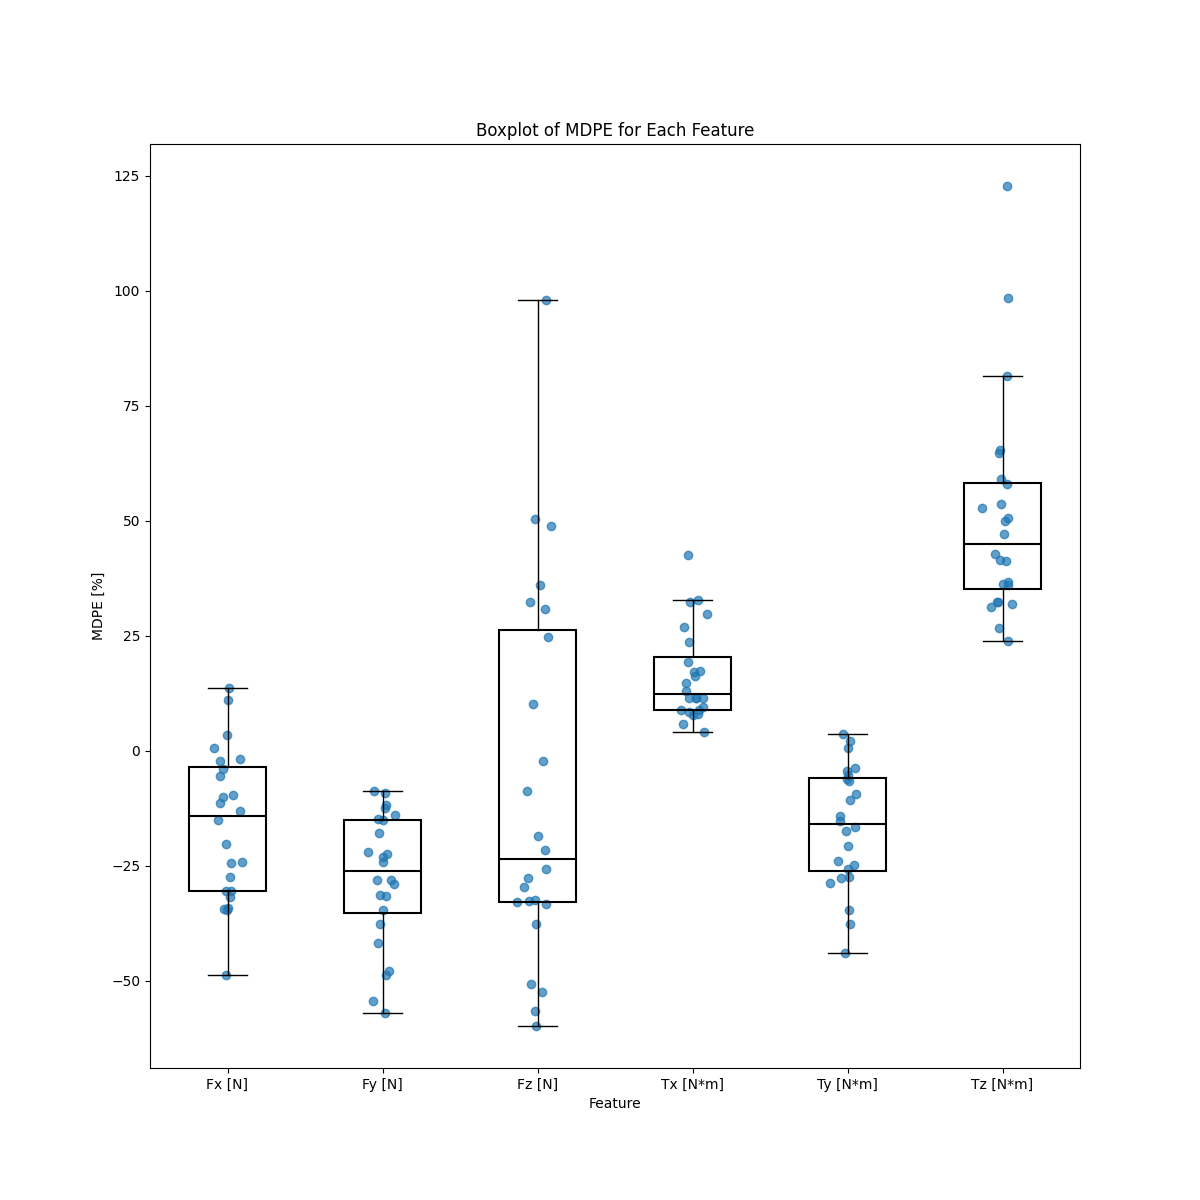 Boxplot of MDPE for Each Feature
125
100
75
50
25
0
−25
−50
MDPE [%]
Fx [N]
Fy [N]
Fz [N]
Tx [N*m]
Ty [N*m]
Tz [N*m]
Feature